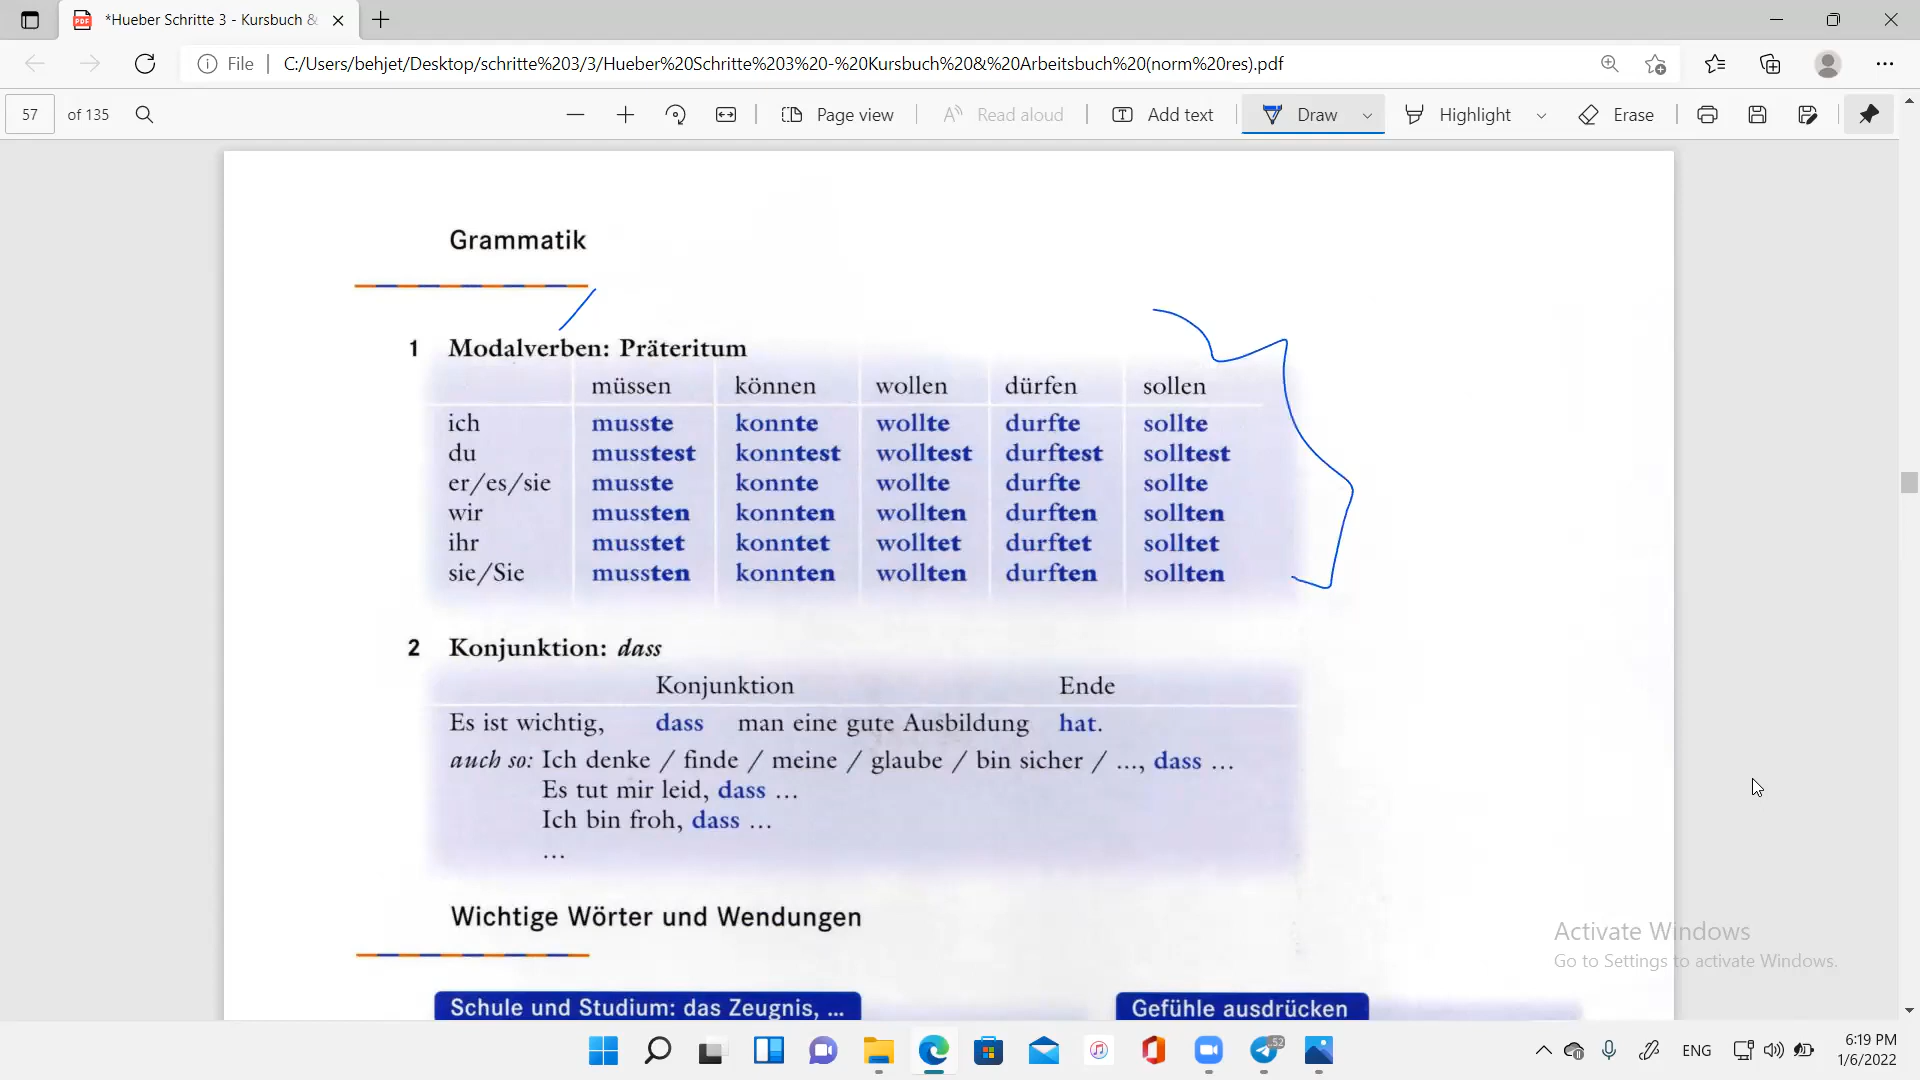 *Hueber Schritte 3 - Kursbuch &
File C:/Users/behjet/Desktop/schritte%203/3/Hueber%20Schritte%203%20-%20Kursbuch%20&%20Arbeitsbuch%20(norm%20res).pdf
57 of 135 Page view Read aloud Add text Draw Highlight Erase
Grammatik
1 Modalverben: Präteritum
müssen können wollen dürfen sollen
ich musste konnte wollte durfte sollte
du musstest konntest wolltest durftest solltest
er/es/sie musste konnte wollte durfte sollte
wir mussten konnten wollten durften sollten
ihr musstet konntet wolltet durftet solltet
sie/Sie mussten konnten wollten durften sollten
2 Konjunktion: dass
Konjunktion Ende
Es ist wichtig, dass man eine gute Ausbildung hat.
auch so: Ich denke / finde / meine / glaube / bin sicher / ..., dass ...
Es tut mir leid, dass ...
Ich bin froh, dass ...
...
Wichtige Wörter und Wendungen
Activate Windows
Go to Settings to activate Windows.
Schule und Studium: das Zeugnis, ... Gefühle ausdrücken
52
ENG
6:19 PM
1/6/2022